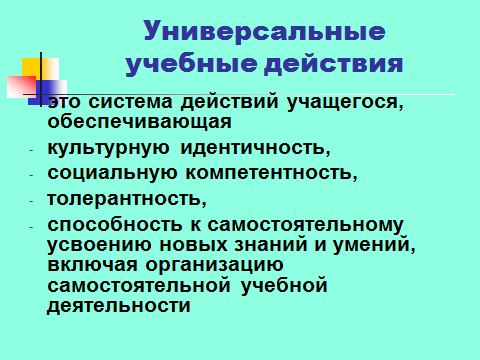 Универсальные
учебные действия
это система действий учащегося,
обеспечивающая
- культурную идентичность,
- социальную компетентность,
- толерантность,
- способность к самостоятельному
усвоению новых знаний и умений,
включая организацию
самостоятельной учебной
деятельности